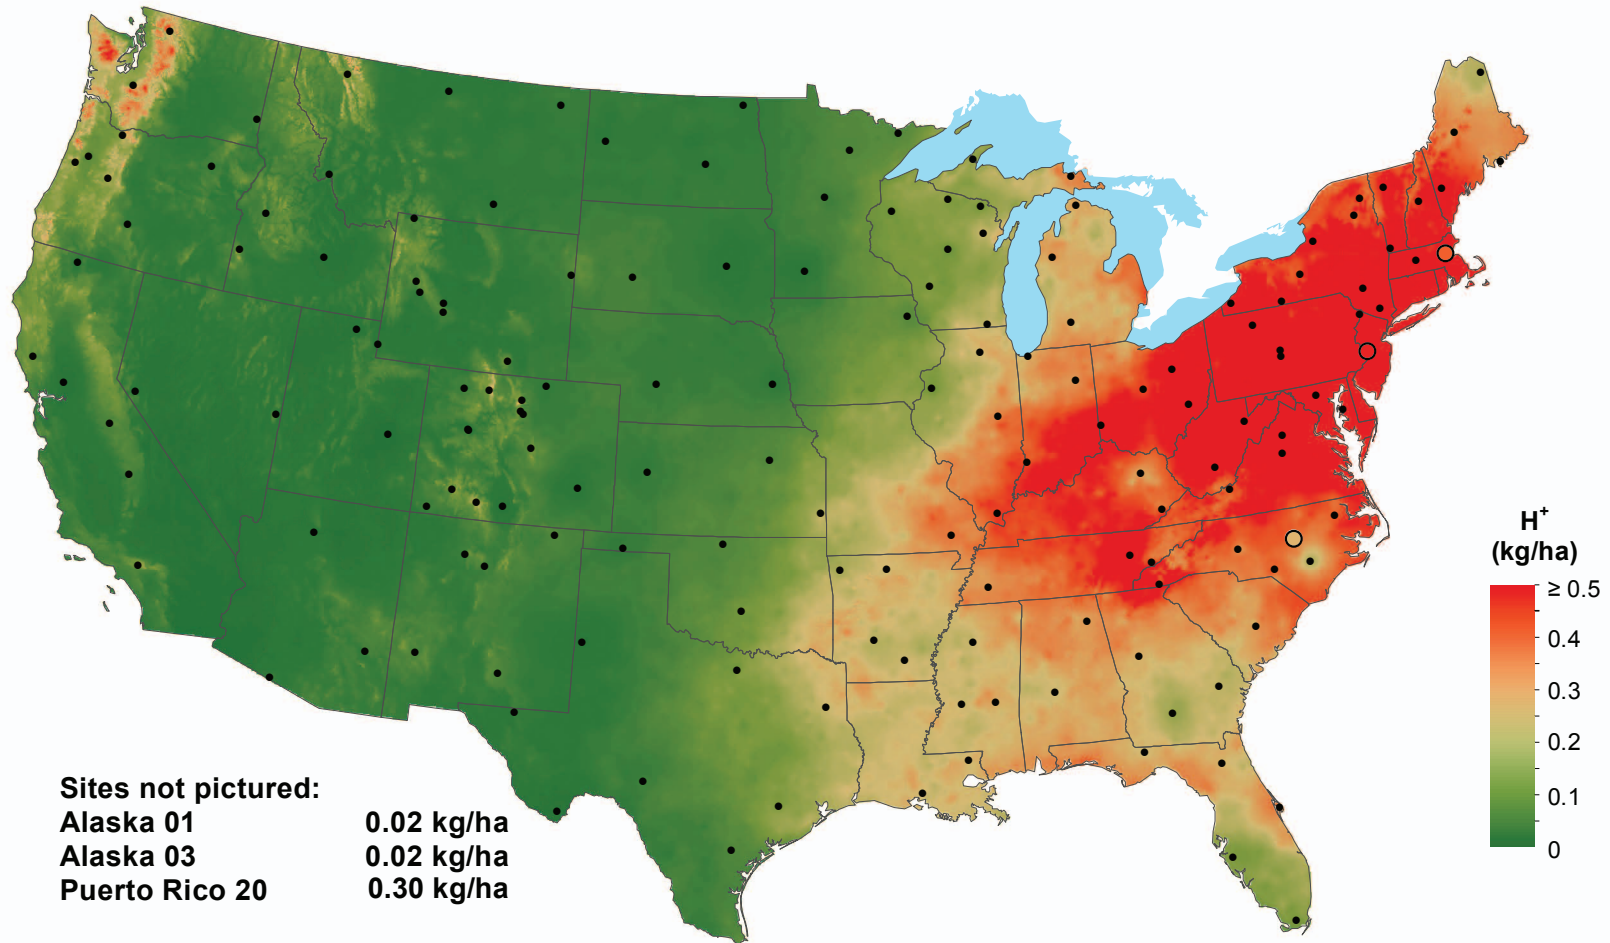 H+
(kg/ha)
≥ 0.5
0.4
0.3
0.2
0.1
0
Sites not pictured:
Alaska 01 0.02 kg/ha
Alaska 03 0.02 kg/ha
Puerto Rico 20 0.30 kg/ha